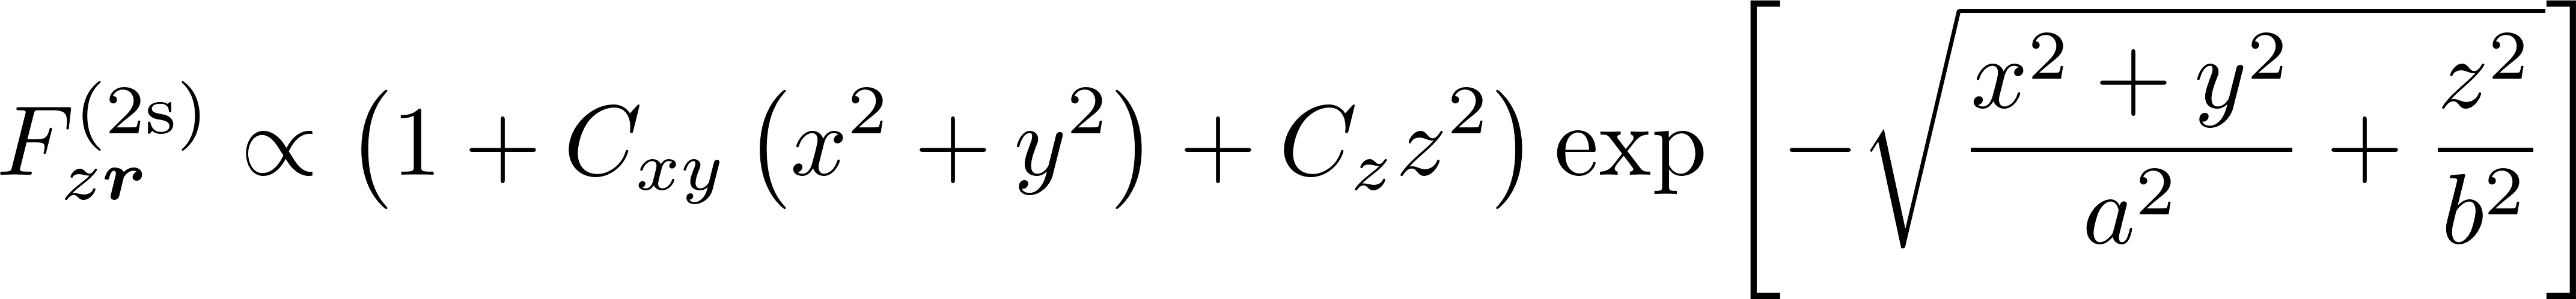 $F_{z\boldsymbol{r}}^{(2\mathrm{s})} \propto \left(1 + C_{xy}\left(x^2 + y^2\right) + C_z z^2\right) \exp\left[-\sqrt{\frac{x^2 + y^2}{a^2} + \frac{z^2}{b^2}}\right]$